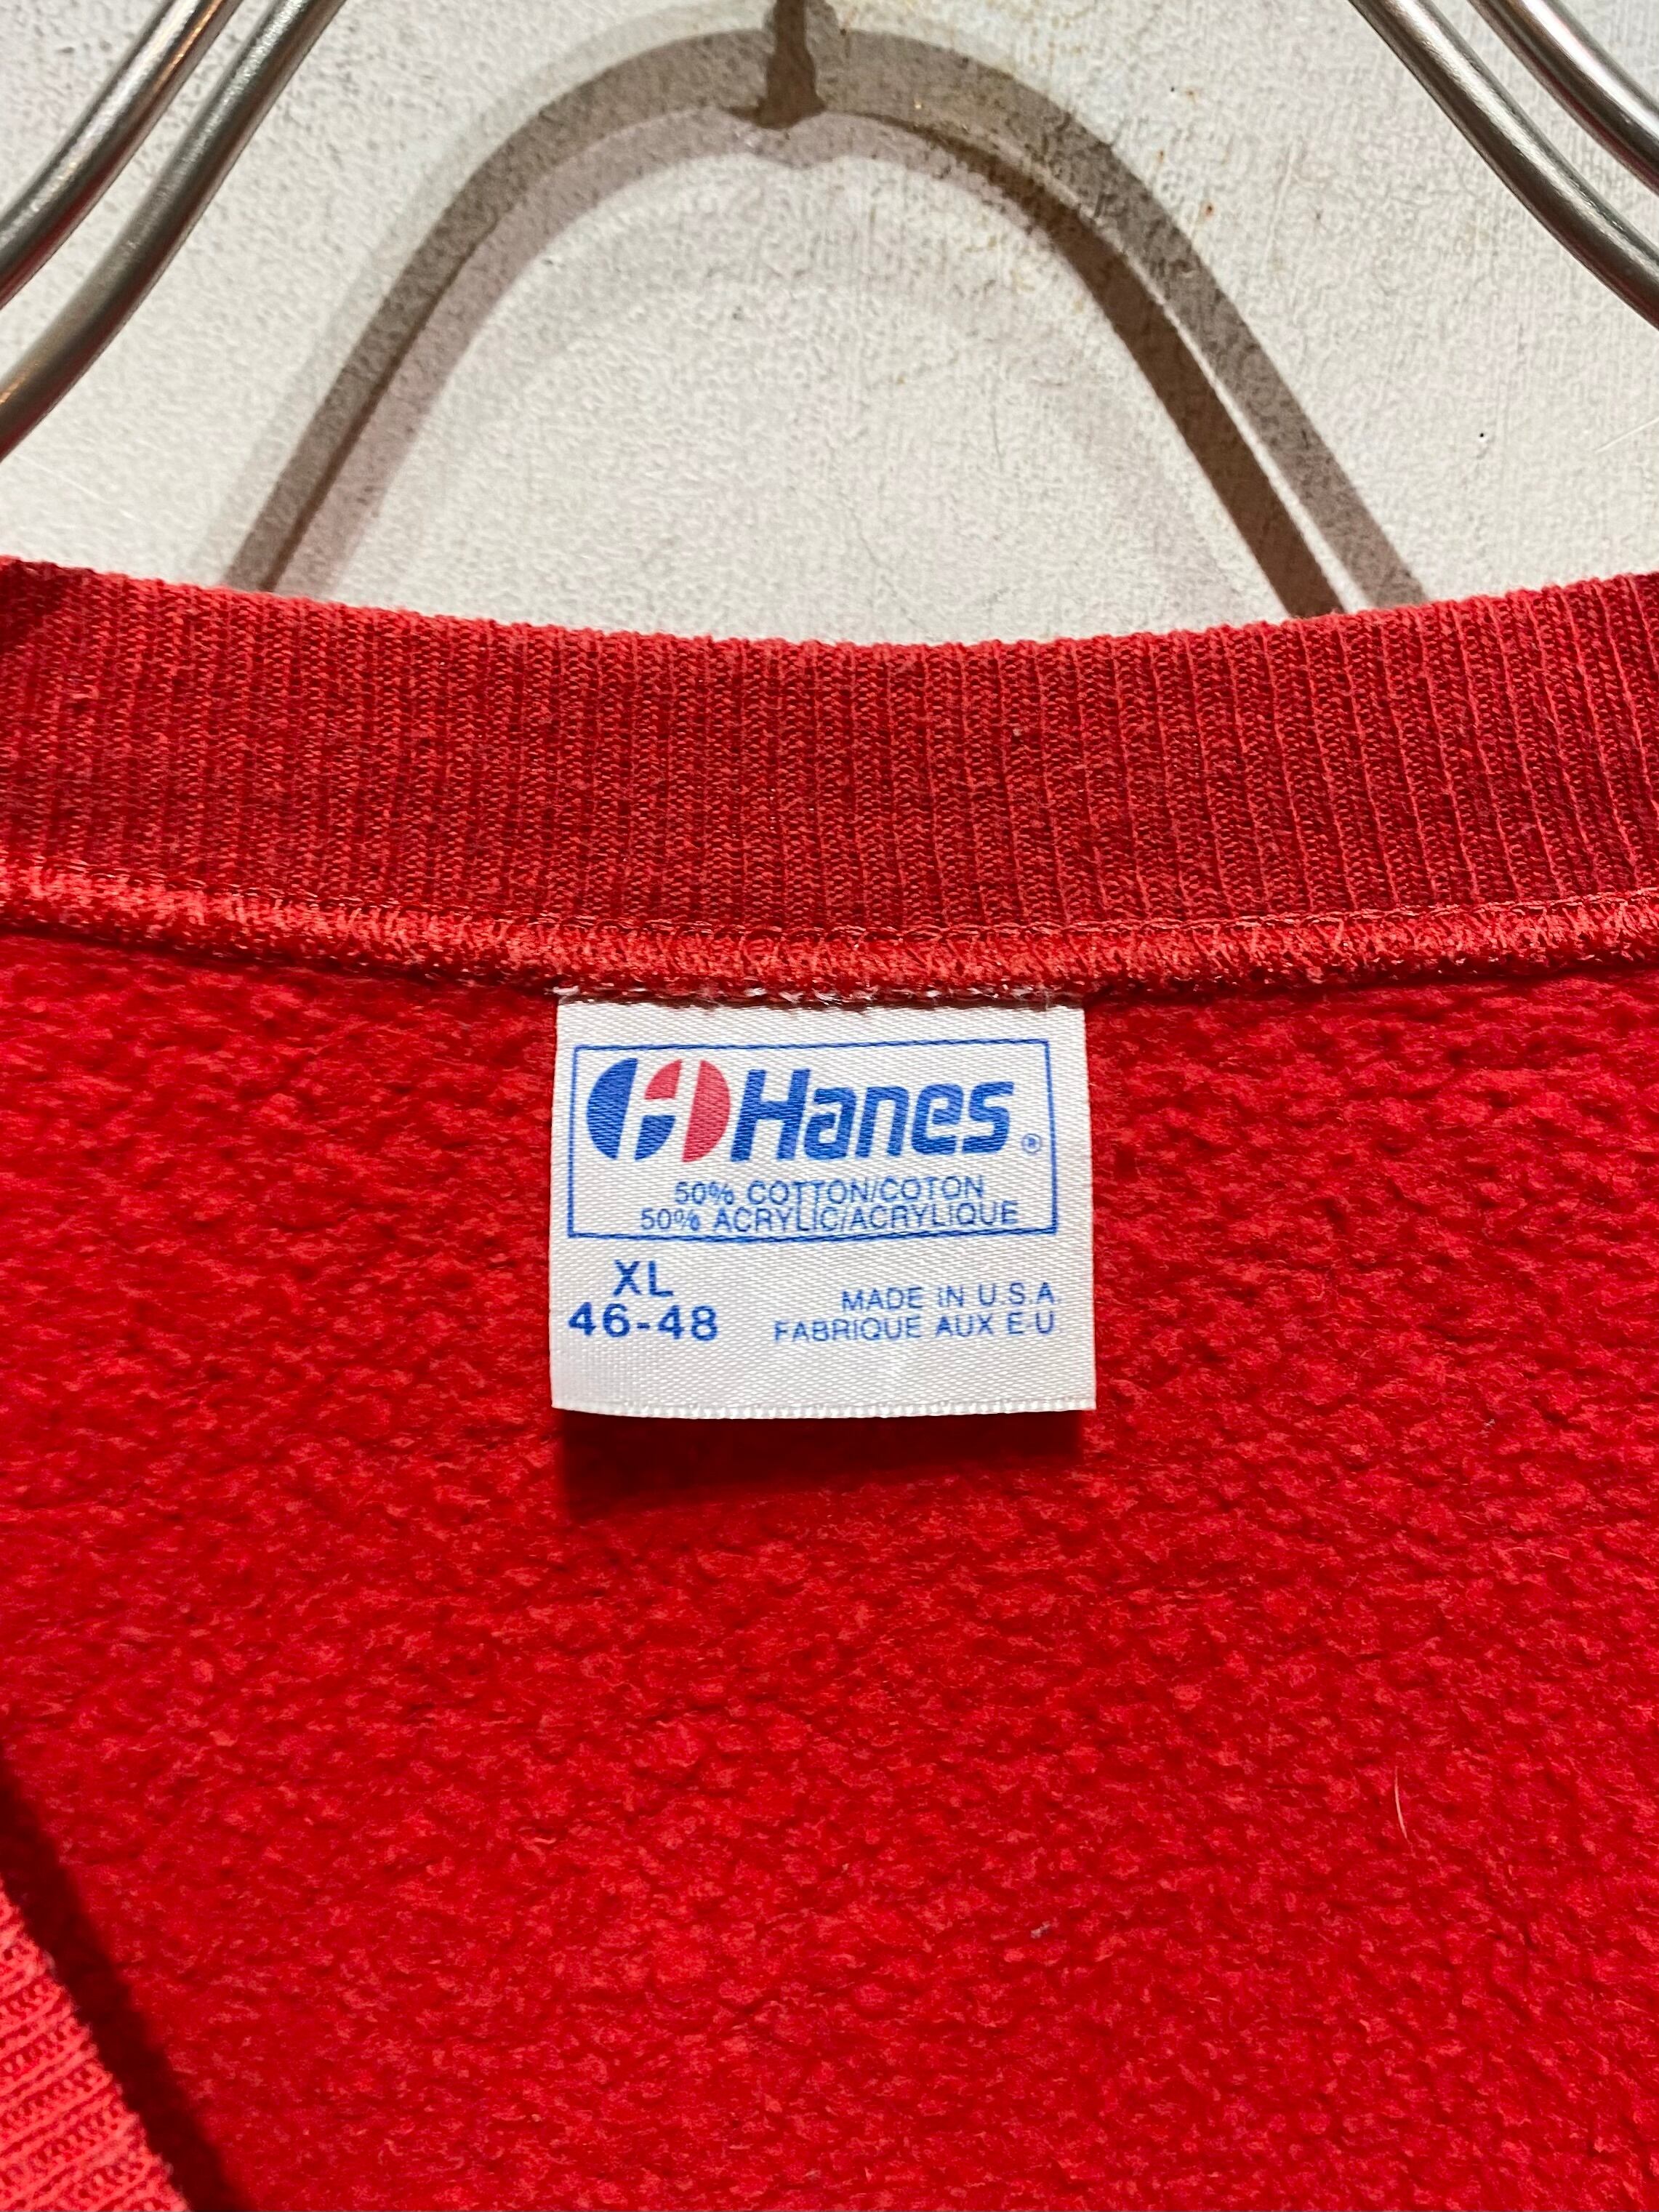 Hanes®
50% COTTON/COTON
50% ACRYLIC/ACRYLIQUE
XL
46-48
MADE IN U.S.A.
FABRIQUE AUX E-U